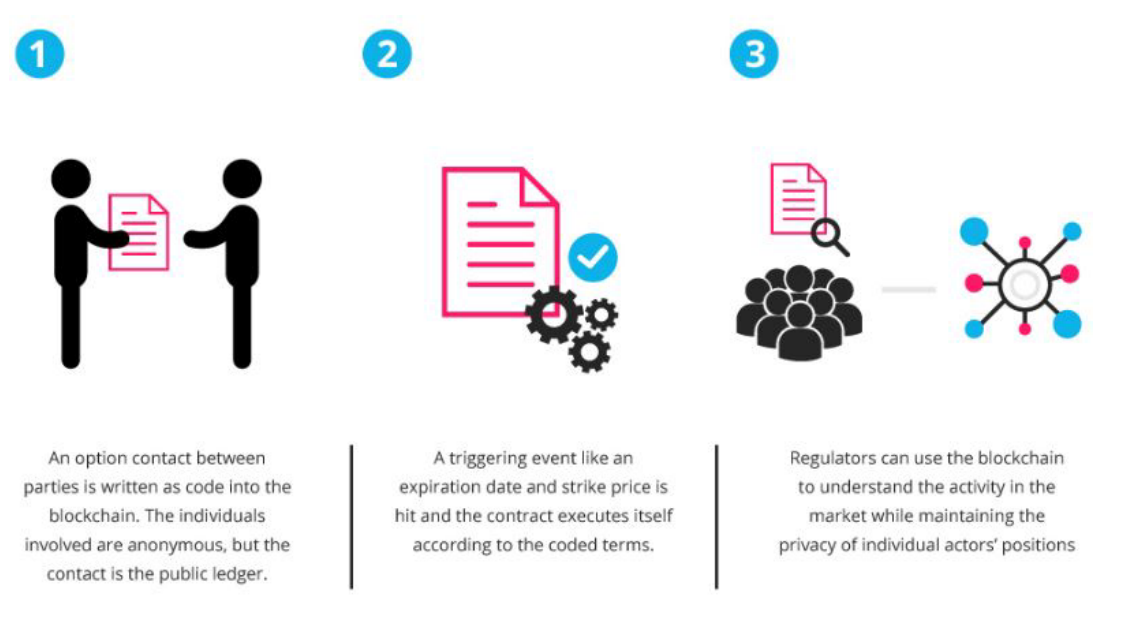 1
2
3
An option contact between
parties is written as code into the
blockchain. The individuals
involved are anonymous, but the
contact is the public ledger.
A triggering event like an
expiration date and strike price is
hit and the contract executes itself
according to the coded terms.
Regulators can use the blockchain
to understand the activity in the
market while maintaining the
privacy of individual actors’ positions